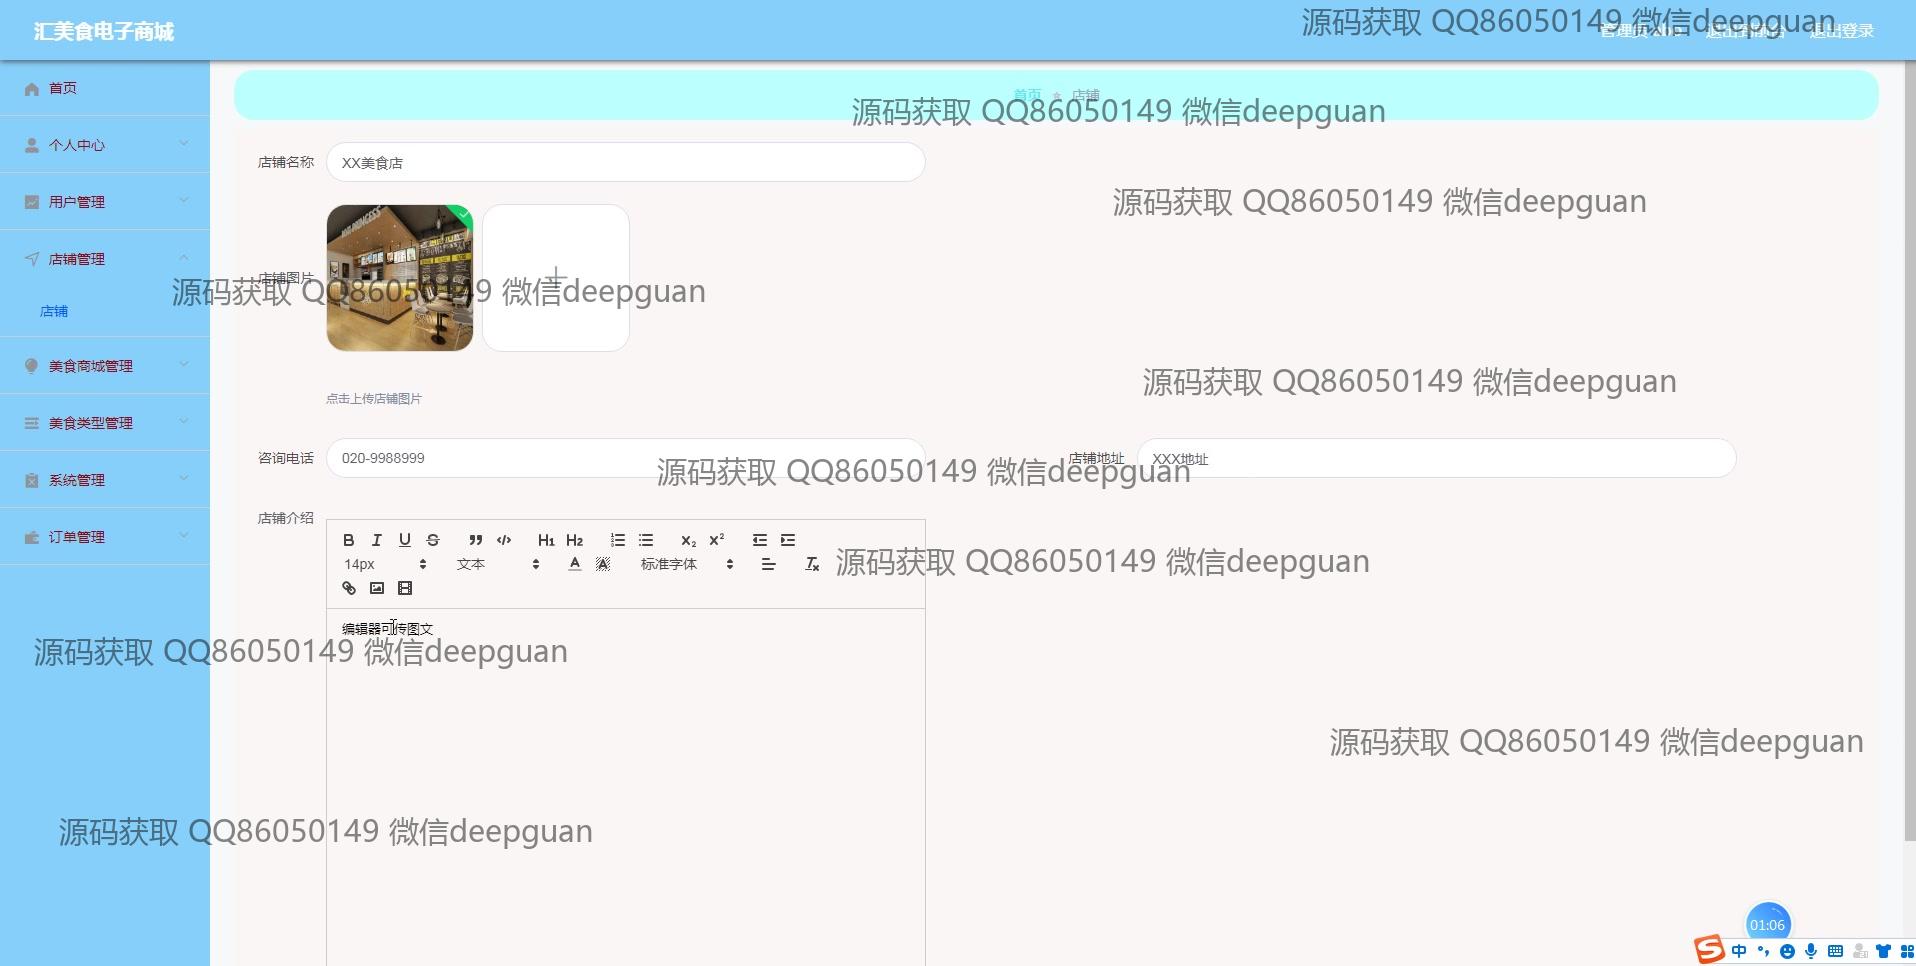 汇美食电子商城
源码获取 QQ86050149 微信deepguan
管理员 退出到前台 退出登录
首页
首页 店铺
源码获取 QQ86050149 微信deepguan
个人中心
店铺名称 XX美食店
用户管理
源码获取 QQ86050149 微信deepguan
店铺管理
店铺图片
源码获取 QQ86050149 微信deepguan
店铺
美食商城管理
源码获取 QQ86050149 微信deepguan
点击上传店铺图片
美食类型管理
咨询电话 020-9988999 店铺地址 XXX地址
源码获取 QQ86050149 微信deepguan
系统管理
店铺介绍
订单管理
B I U S H1 H2 X2 X2
14px 文本 A A 标准字体 Tx
源码获取 QQ86050149 微信deepguan
编辑器可传图文
源码获取 QQ86050149 微信deepguan
源码获取 QQ86050149 微信deepguan
源码获取 QQ86050149 微信deepguan
01:06
中